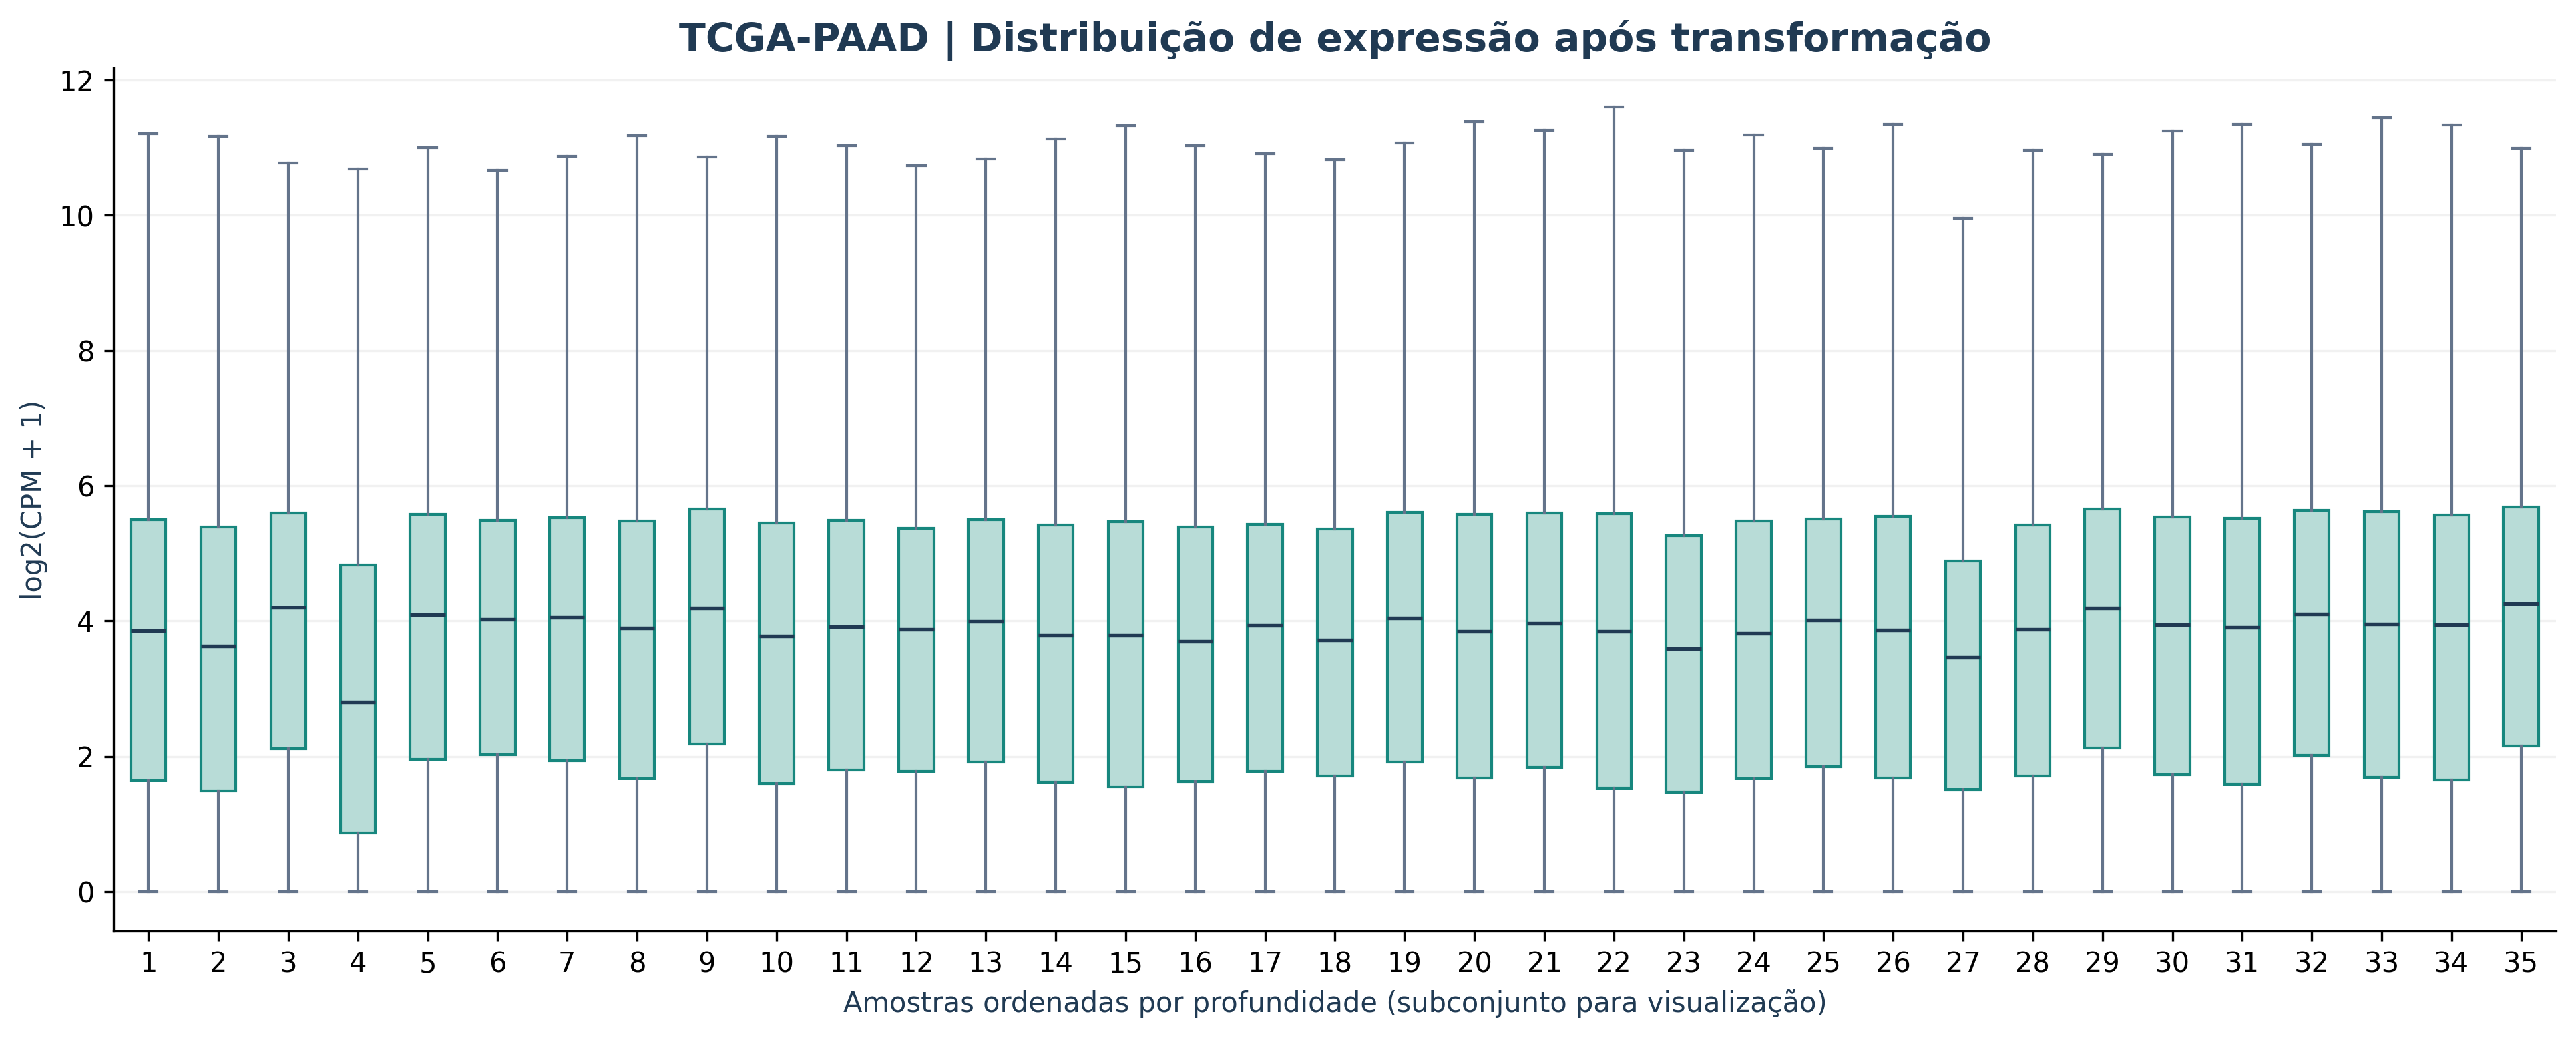 TCGA-PAAD | Distribuição de expressão após transformação
12
10
8
6
4
2
0
log2(CPM + 1)
1 2 3 4 5 6 7 8 9 10 11 12 13 14 15 16 17 18 19 20 21 22 23 24 25 26 27 28 29 30 31 32 33 34 35
Amostras ordenadas por profundidade (subconjunto para visualização)